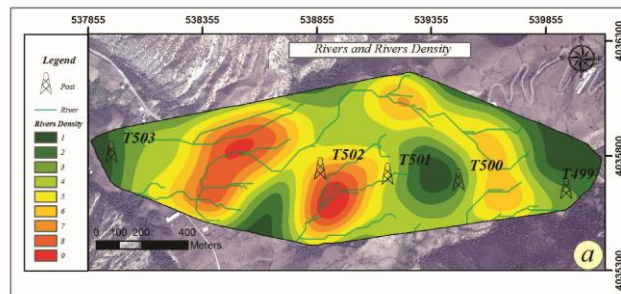 537855 538355 538855 539355 539855
Rivers and Rivers Density
4036300
4035800
4035300
Legend
Post
River
Rivers Density
1
2
3
4
5
6
7
8
9
T503
T502
T501
T500
T499
0 100 200 400
Meters
a